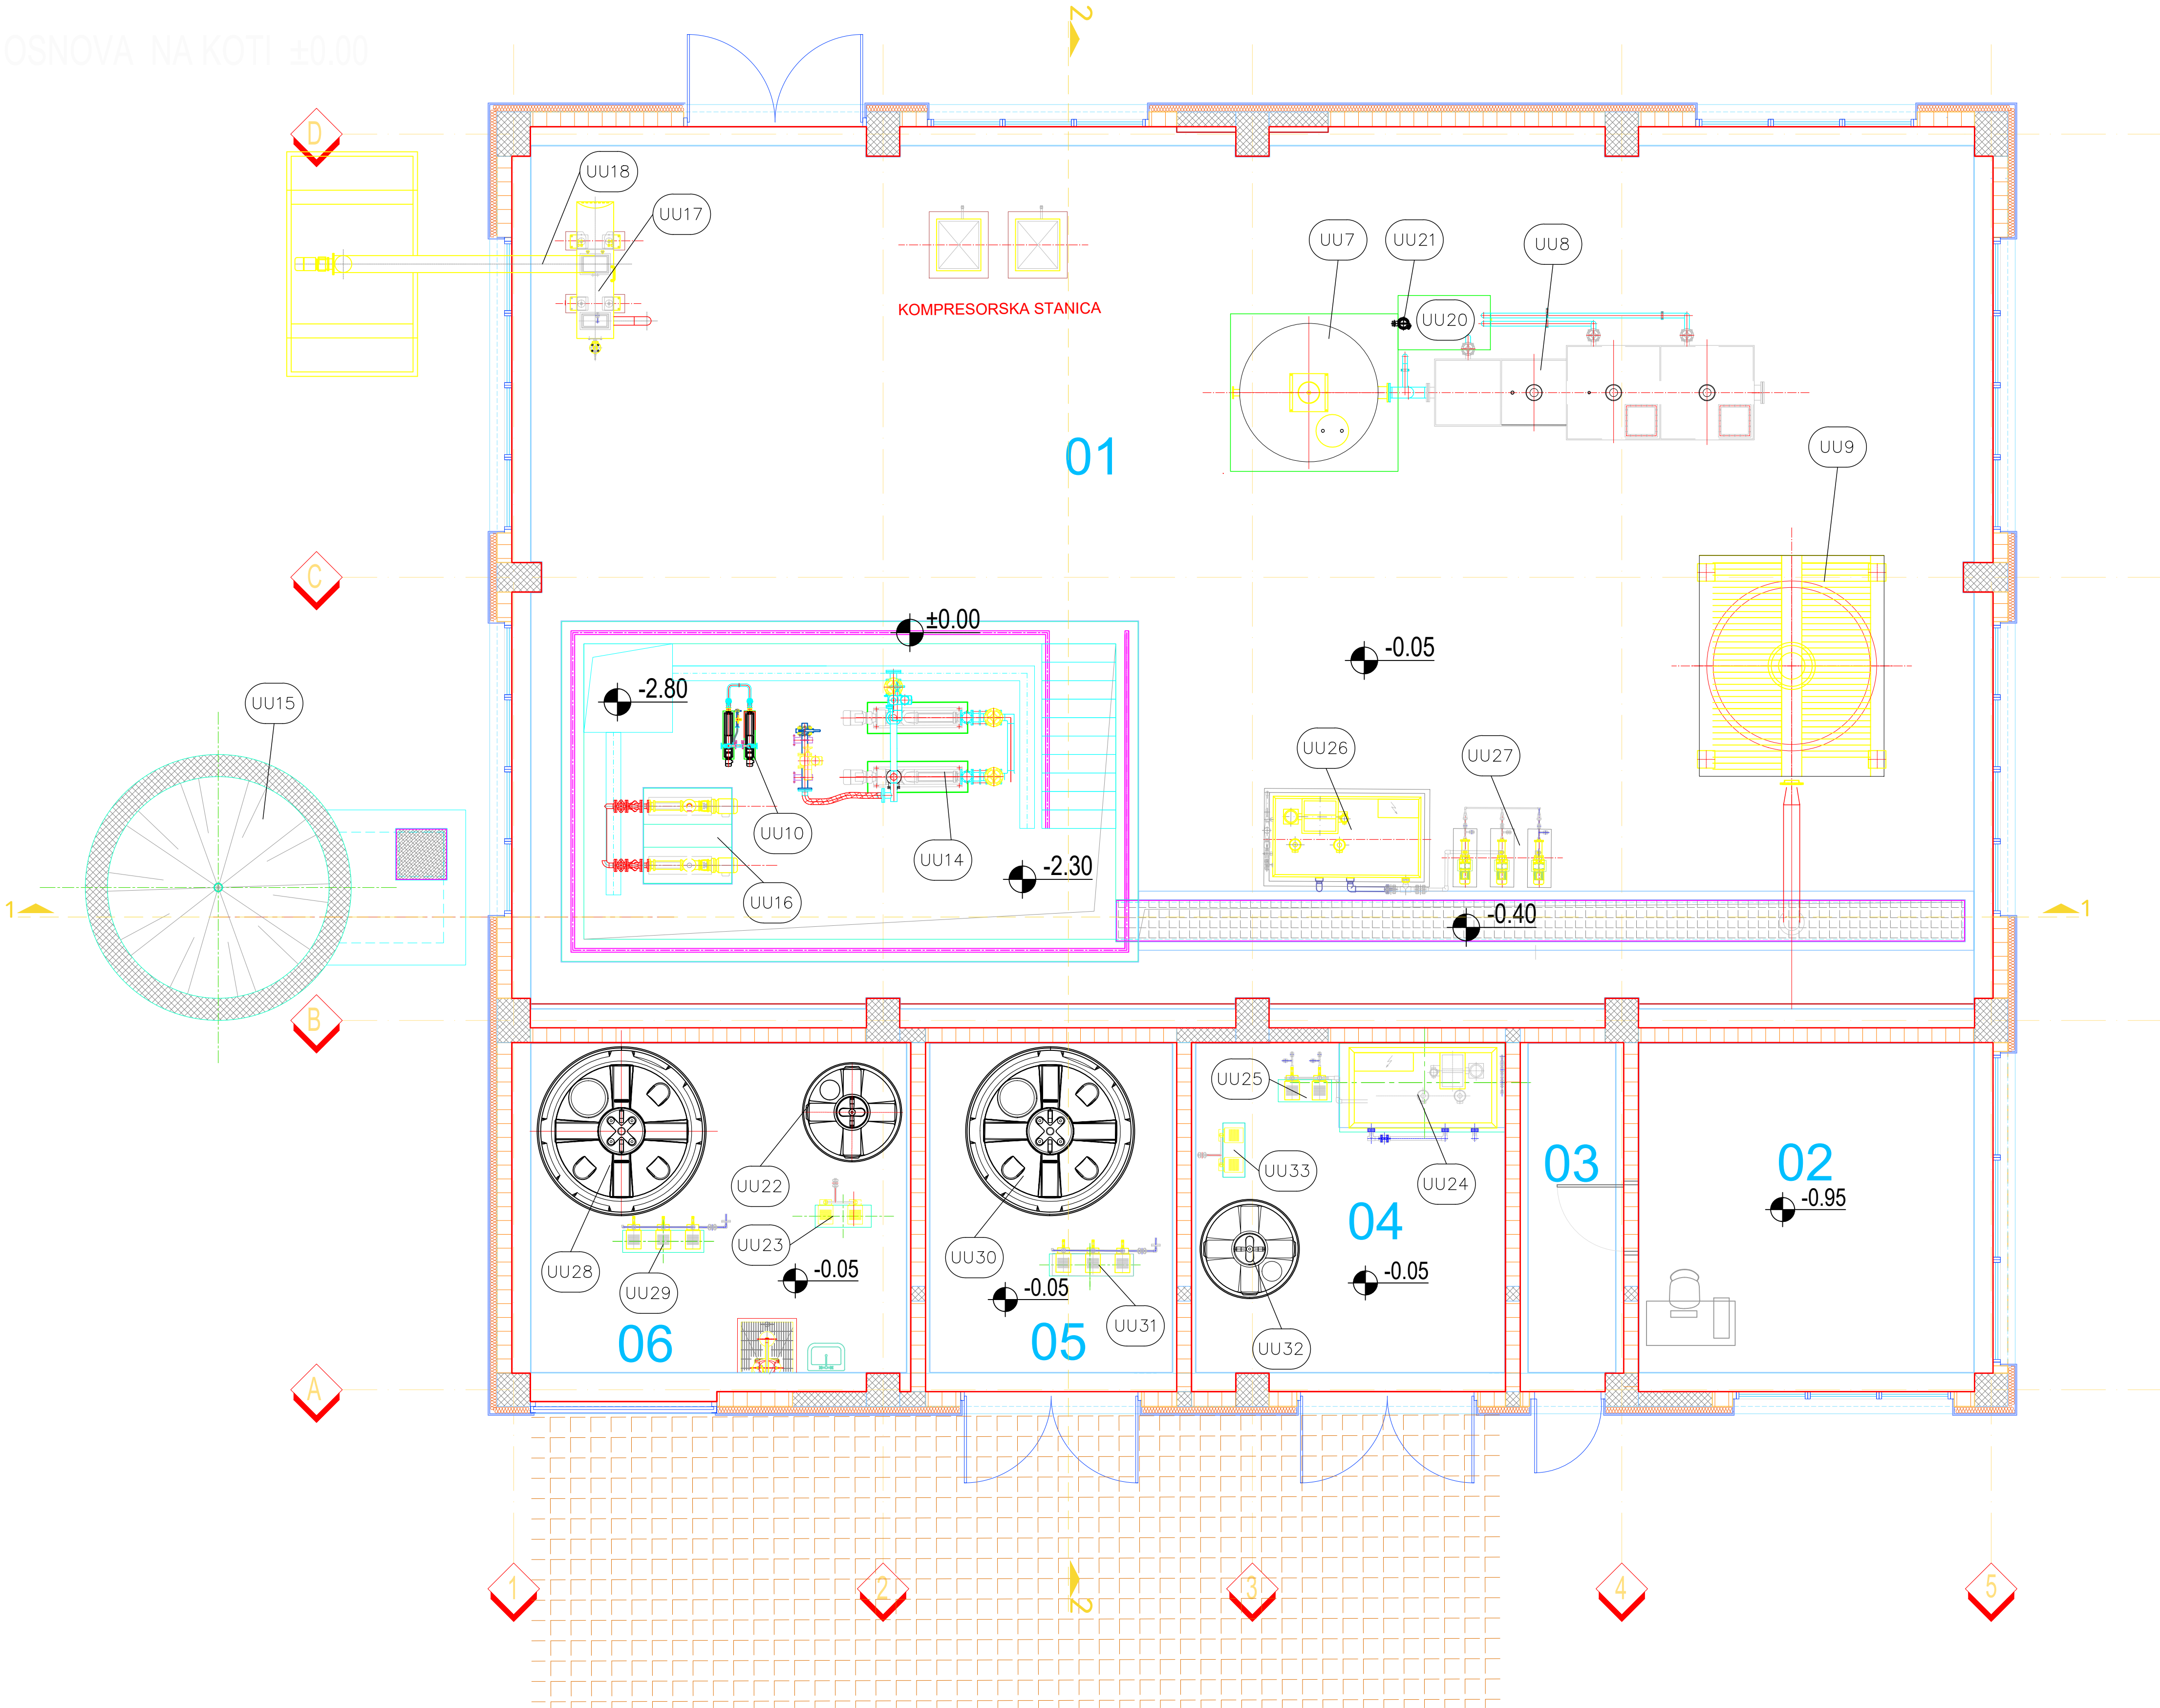 OSNOVA NA KOTI ±0.00
2
D
UU18
UU17
UU7
UU21
UU8
UU20
KOMPRESORSKA STANICA
01
UU9
C
±0.00
-0.05
-2.80
UU15
UU26
UU27
UU10
UU14
-2.30
UU16
1
-0.40
1
B
UU25
UU33
UU24
03
02
UU22
-0.95
04
UU23
UU30
UU28
-0.05
-0.05
-0.05
UU29
UU31
UU32
06
05
A
1
2
2
3
4
5